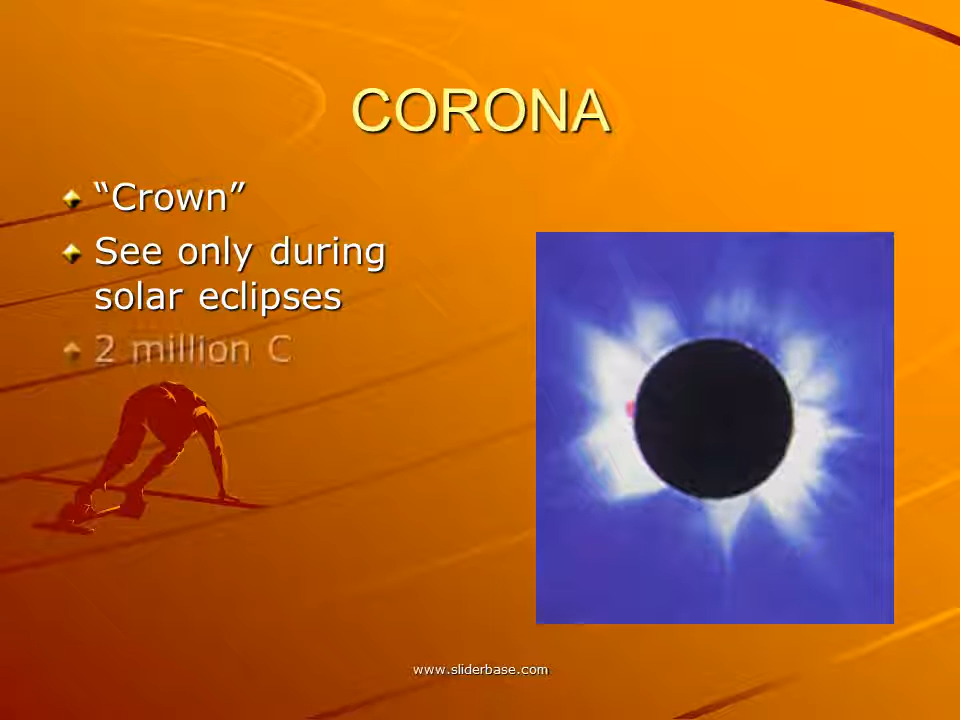 CORONA
“Crown”
See only during
solar eclipses
2 million C
www.sliderbase.com